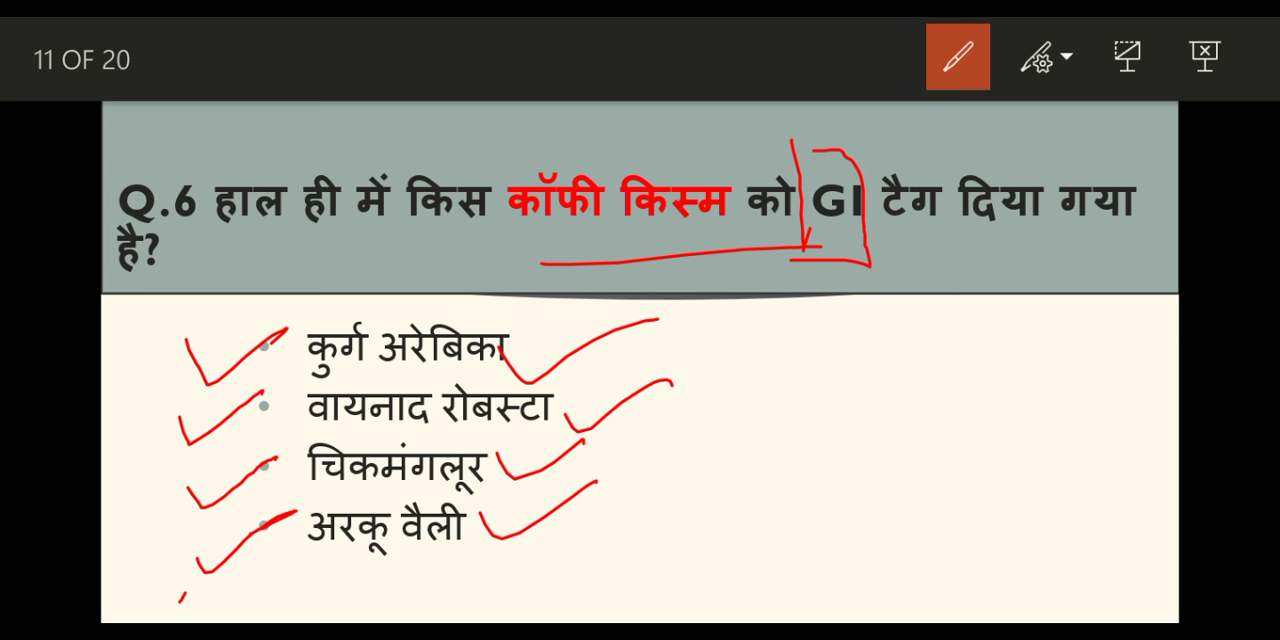 11 OF 20
Q.6 हाल ही में किस कॉफी किस्म को GI टैग दिया गया
है?
कुर्ग अरेबिका
वायनाद रोबस्टा
चिकमंगलूर
अरकू वैली